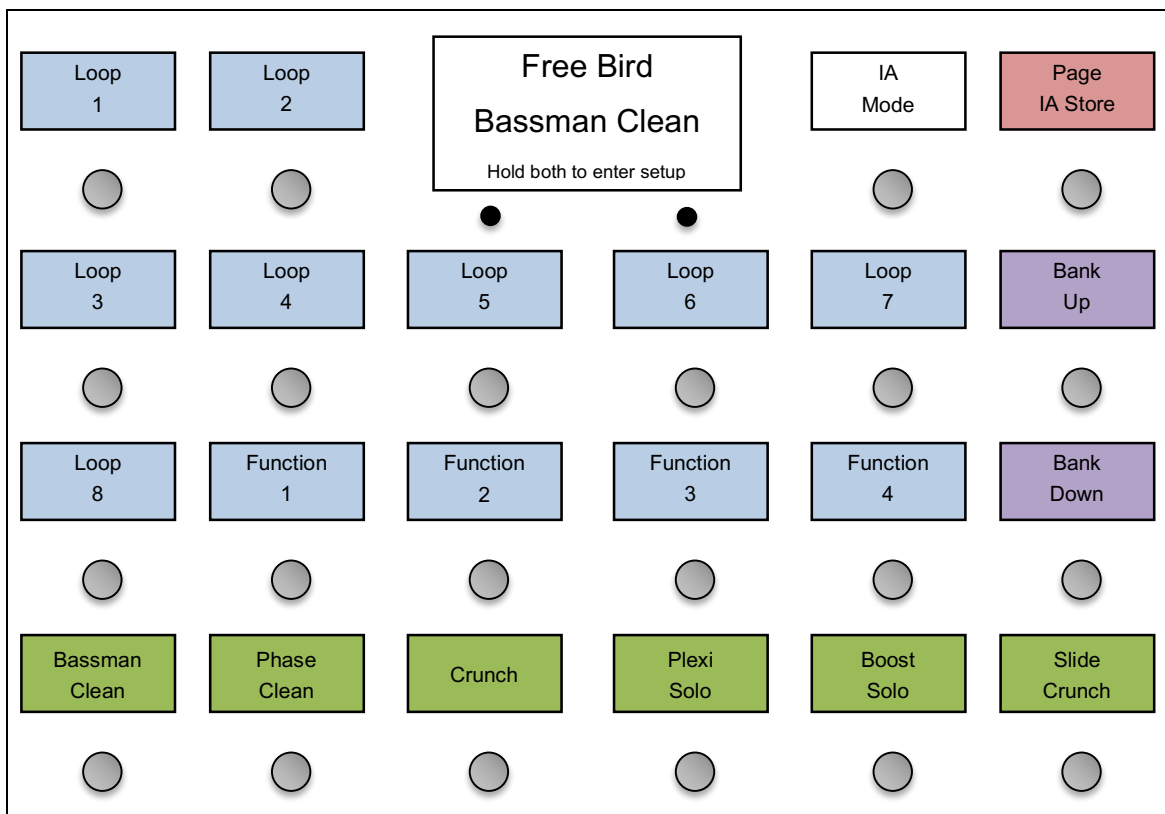 Loop
1
Loop
2
Free Bird
Bassman Clean
Hold both to enter setup
IA
Mode
Page
IA Store
Loop
3
Loop
4
Loop
5
Loop
6
Loop
7
Bank
Up
Loop
8
Function
1
Function
2
Function
3
Function
4
Bank
Down
Bassman
Clean
Phase
Clean
Crunch
Plexi
Solo
Boost
Solo
Slide
Crunch